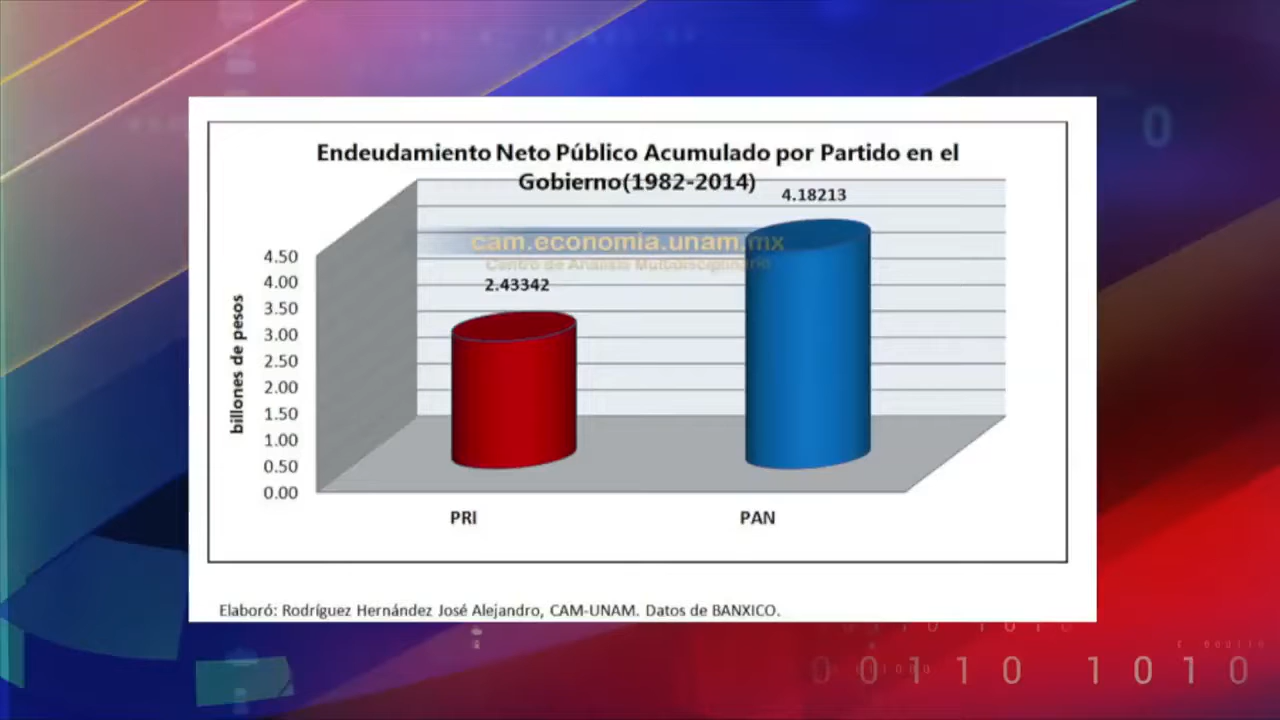 Endeudamiento Neto Público Acumulado por Partido en el
Gobierno(1982-2014)
4.18213
cam.economia.unam.mx
Centro de Análisis Multidisciplinario
2.43342
4.50
4.00
3.50
3.00
2.50
2.00
1.50
1.00
0.50
0.00
billones de pesos
PRI
PAN
Elaboró: Rodríguez Hernández José Alejandro, CAM-UNAM. Datos de BANXICO.
0
00110 1010